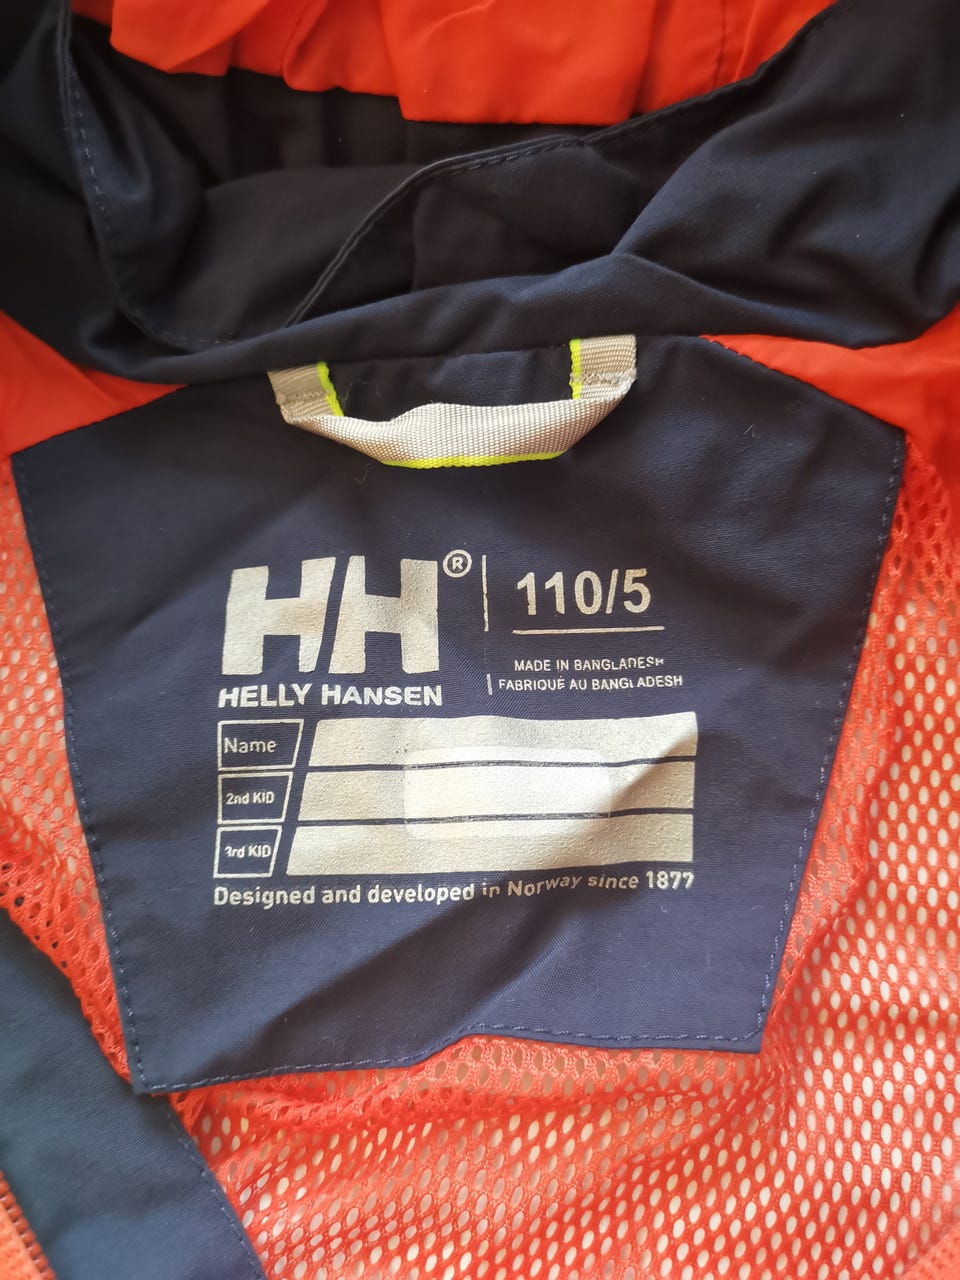 HH®
HELLY HANSEN
110/5
MADE IN BANGLADESH
FABRIQUÉ AU BANGLADESH
Name
2nd KID
3rd KID
Designed and developed in Norway since 1877